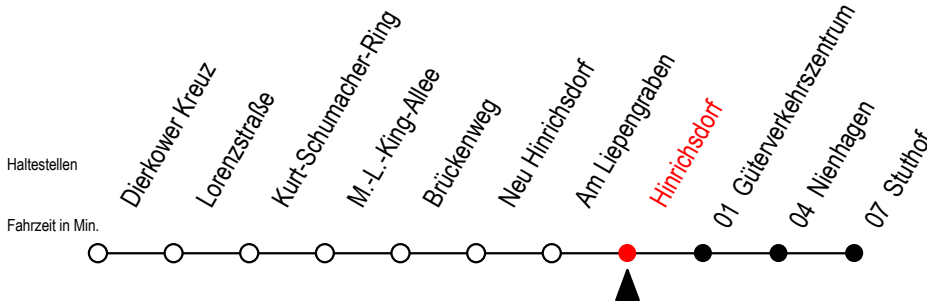 Haltestellen
Fahrzeit in Min.
Dierkower Kreuz
Lorenzstraße
Kurt-Schumacher-Ring
M.-L.-King-Allee
Brückenweg
Neu Hinrichsdorf
Am Liepengraben
Hinrichsdorf
01 Güterverkehrszentrum
04 Nienhagen
07 Stuthof